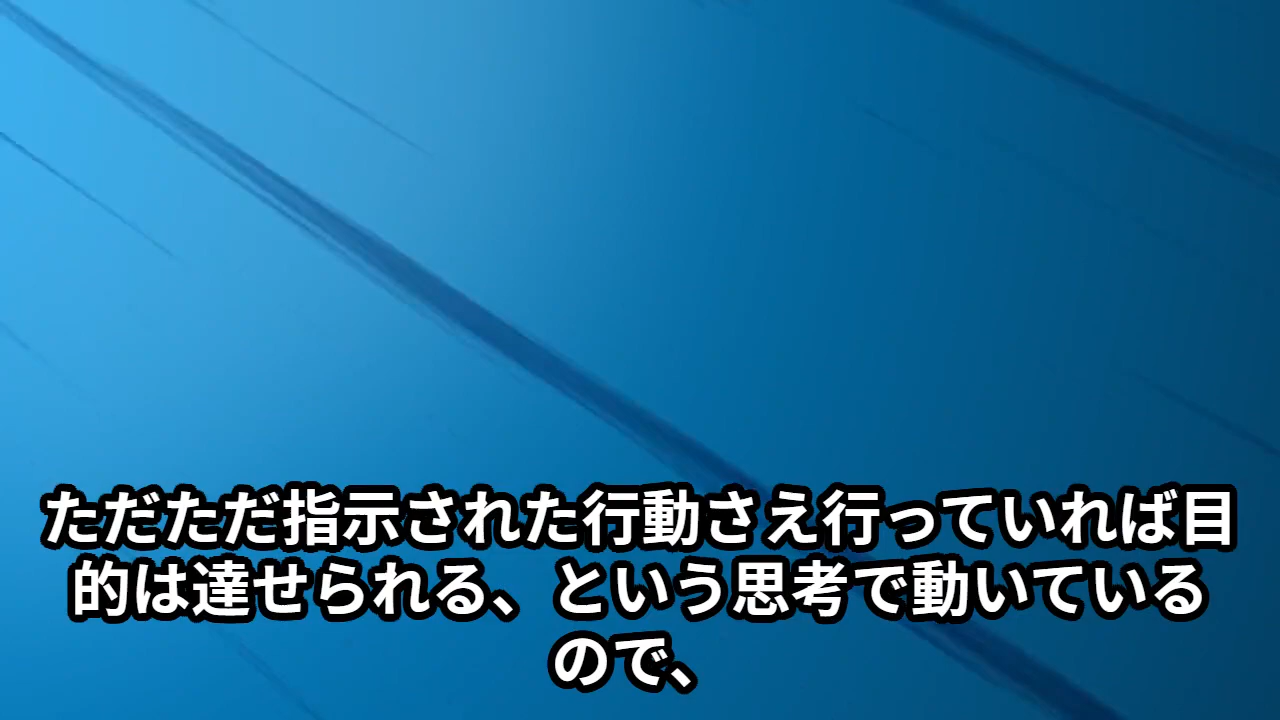 ただただ指示された行動さえ行っていれば目
的は達せられる、という思考で動いている
ので、